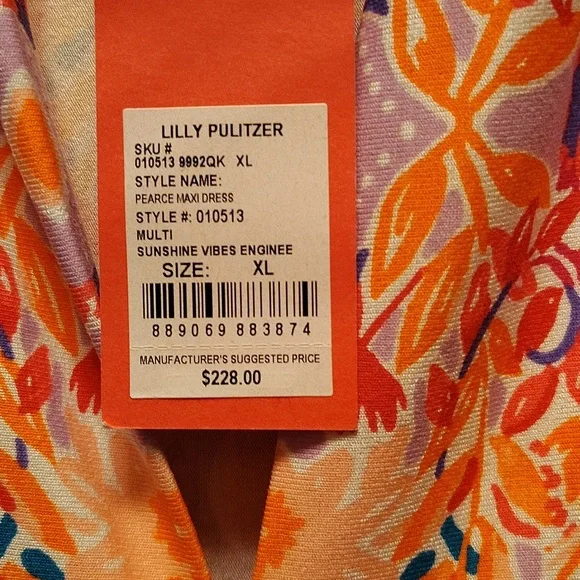 LILLY PULITZER
SKU #
010513 9992QK XL
STYLE NAME:
PEARCE MAXI DRESS
STYLE #: 010513
MULTI
SUNSHINE VIBES ENGINEE
SIZE: XL
889069 883874
MANUFACTURER'S SUGGESTED PRICE
$228.00